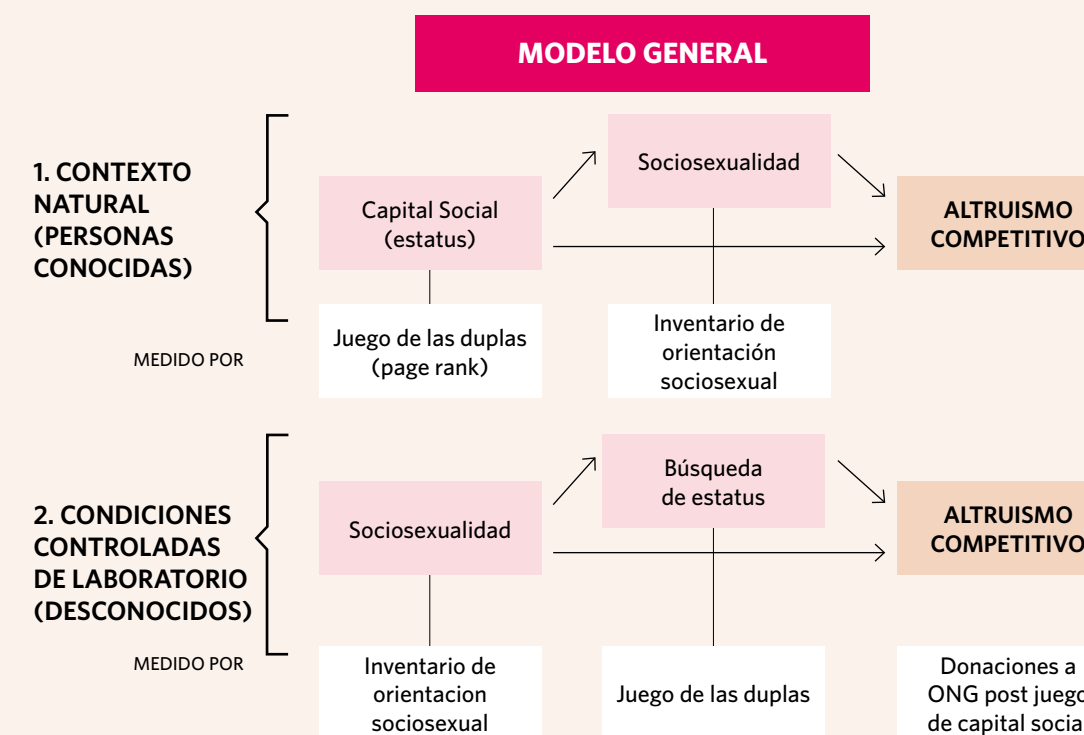 MODELO GENERAL
1. CONTEXTO
NATURAL
(PERSONAS
CONOCIDAS)
Capital Social
(estatus)
Sociosexualidad
ALTRUISMO
COMPETITIVO
MEDIDO POR
Juego de las duplas
(page rank)
Inventario de
orientación
sociosexual
2. CONDICIONES
CONTROLADAS
DE LABORATORIO
(DESCONOCIDOS)
Sociosexualidad
Búsqueda
de estatus
ALTRUISMO
COMPETITIVO
MEDIDO POR
Inventario de
orientacion
sociosexual
Juego de las duplas
Donaciones a
ONG post juego
de capital social